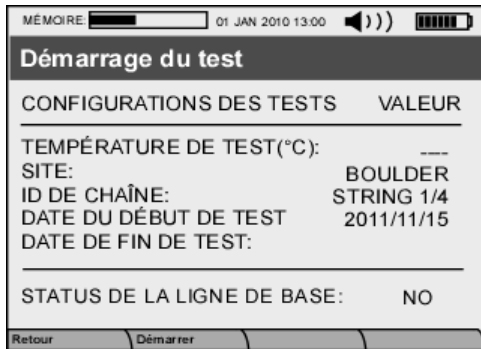 MÉMOIRE: 01 JAN 2010 13:00
Démarrage du test
CONFIGURATIONS DES TESTS VALEUR
TEMPÉRATURE DE TEST(°C): ----
SITE: BOULDER
ID DE CHAÎNE: STRING 1/4
DATE DU DÉBUT DE TEST 2011/11/15
DATE DE FIN DE TEST:
STATUS DE LA LIGNE DE BASE: NO
Retour Démarrer